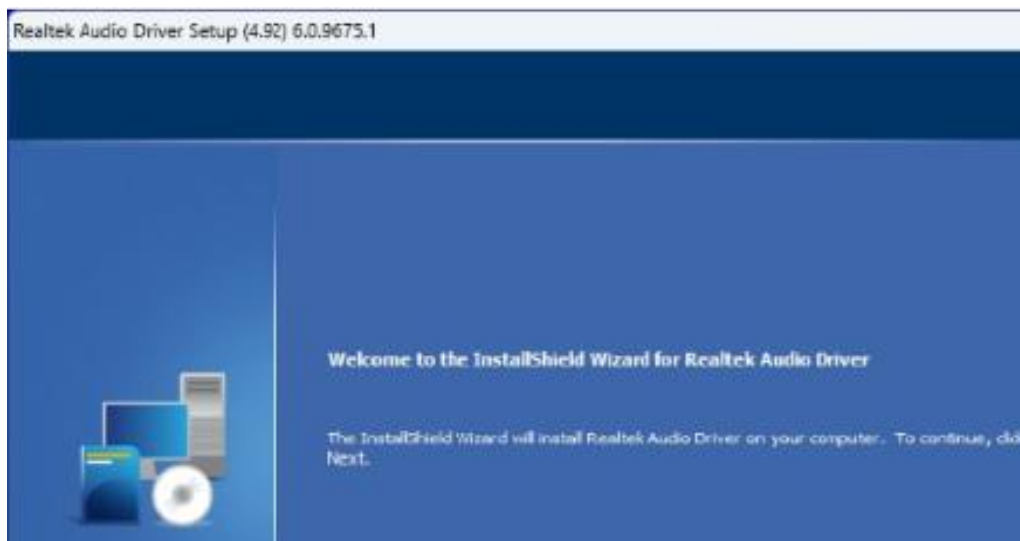 Realtek Audio Driver Setup (4.92) 6.0.9675.1
Welcome to the InstallShield Wizard for Realtek Audio Driver
The InstallShield Wizard will install Realtek Audio Driver on your computer. To continue, clic
Next.